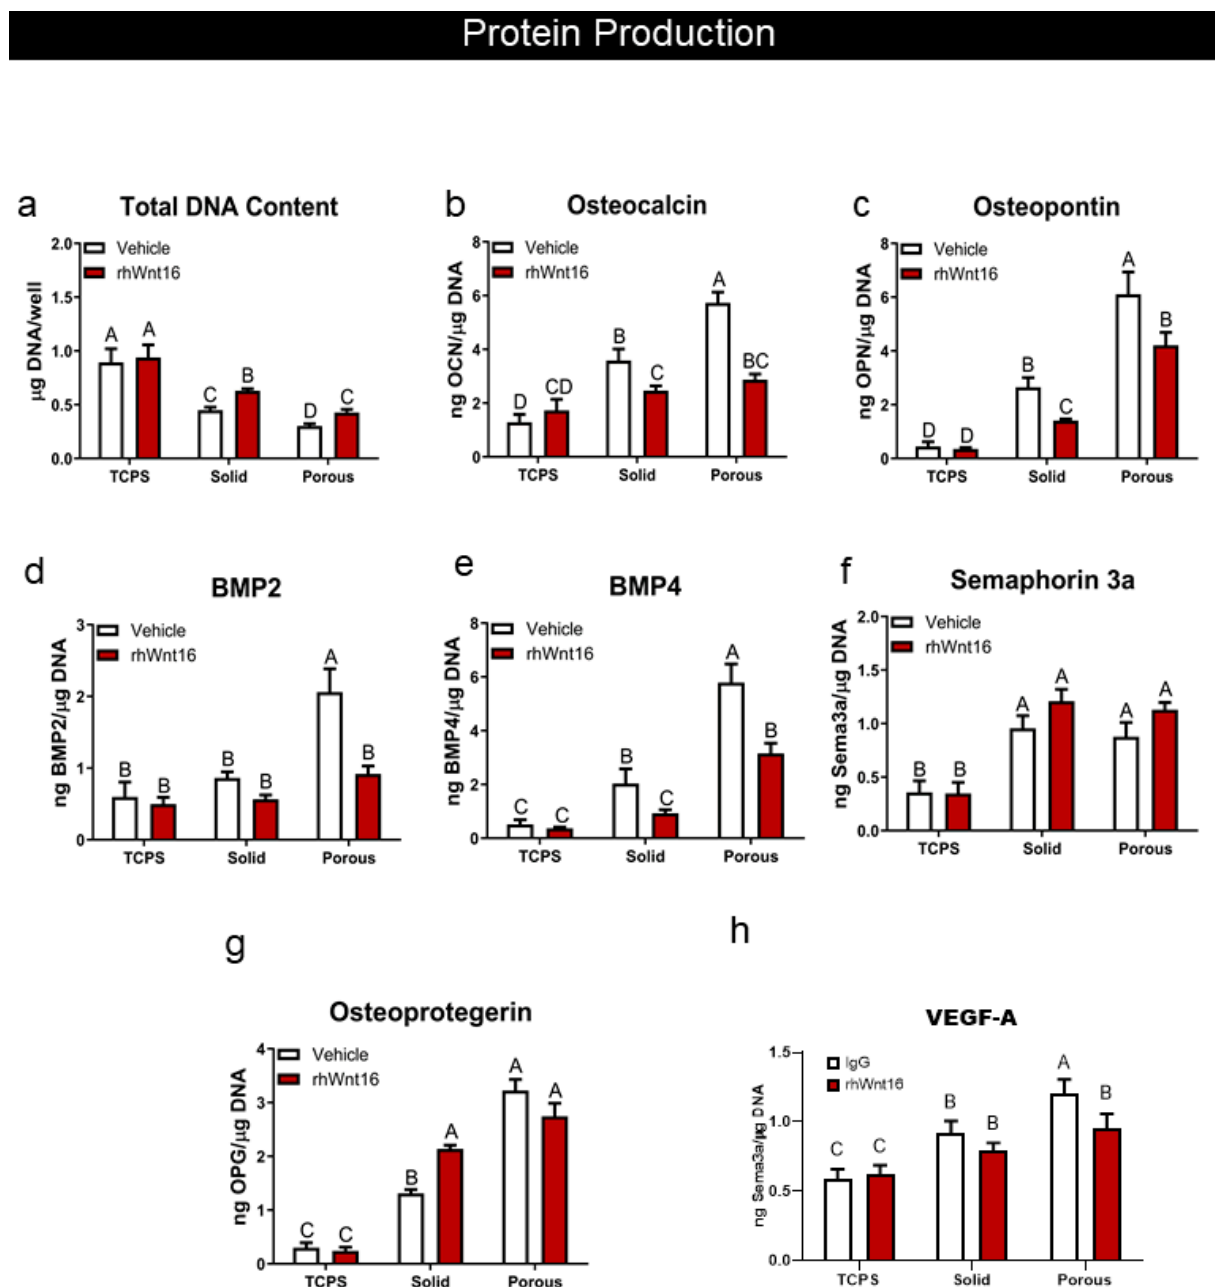 Protein Production
a
Total DNA Content
μg DNA/well
2.0
1.5
1.0
0.5
0.0
Vehicle
rhWnt16
A A C B D C
TCPS Solid Porous
b
Osteocalcin
ng OCN/μg DNA
8
6
4
2
0
D CD B C A BC
TCPS Solid Porous
c
Osteopontin
ng OPN/μg DNA
8
6
4
2
0
Vehicle
rhWnt16
D D B C A B
TCPS Solid Porous
Vehicle
rhWnt16
d
BMP2
ng BMP2/μg DNA
3
2
1
0
Vehicle
rhWnt16
B B B B A B
TCPS Solid Porous
e
BMP4
ng BMP4/μg DNA
8
6
4
2
0
Vehicle
rhWnt16
C C B C A B
TCPS Solid Porous
f
Semaphorin 3a
ng Sema3a/μg DNA
2.0
1.5
1.0
0.5
0.0
Vehicle
rhWnt16
B B A A A A
TCPS Solid Porous
g
Osteoprotegerin
ng OPG/μg DNA
4
3
2
1
0
Vehicle
rhWnt16
C C B A A A
TCPS Solid Porous
h
VEGF-A
ng Sema3a/μg DNA
1.5
1.0
0.5
0.0
IgG
rhWnt16
C C B B A B
TCPS Solid Porous